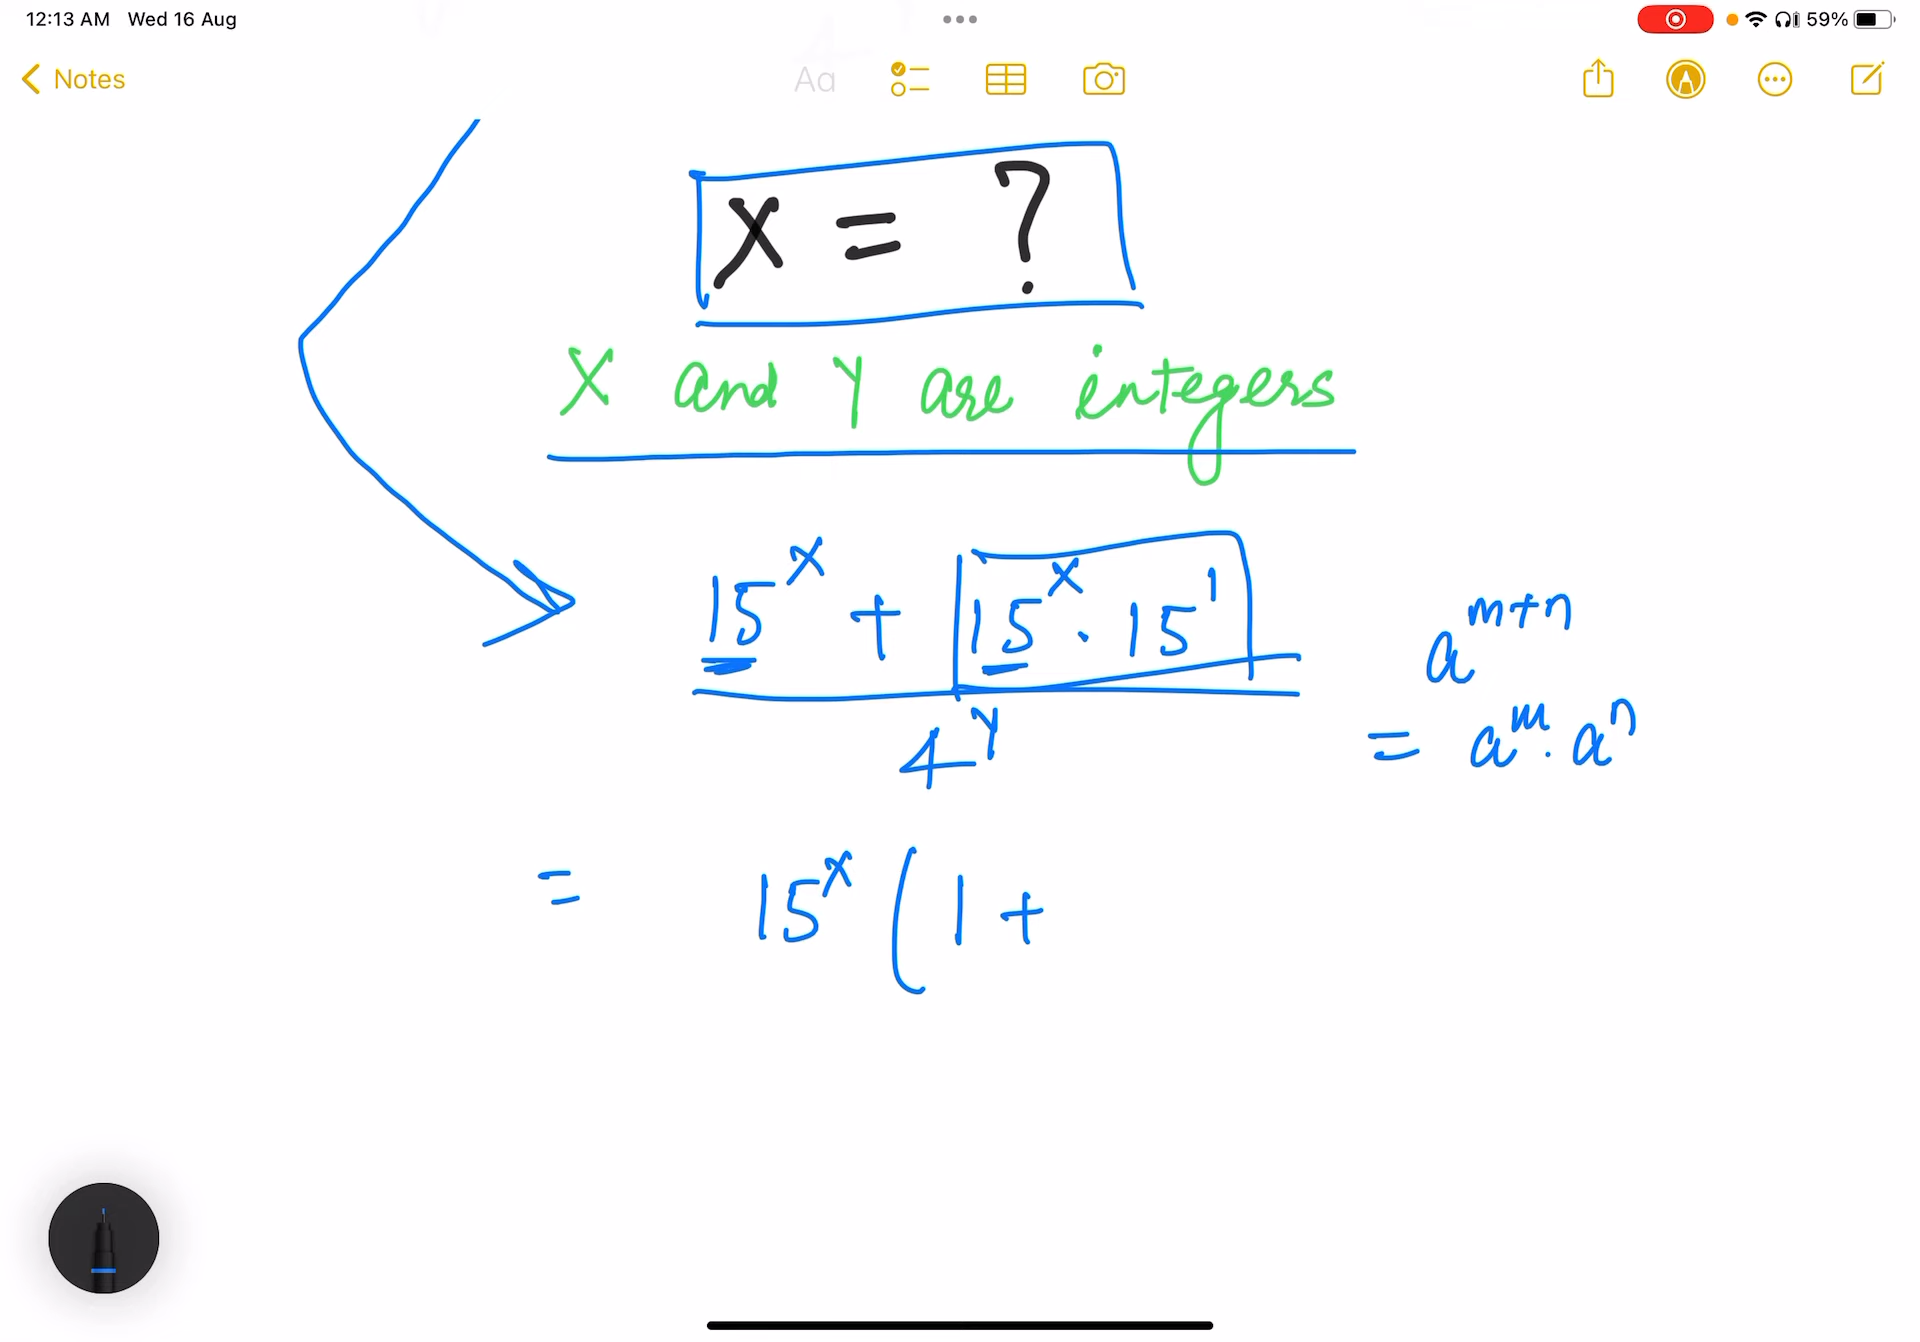 12:13 AM Wed 16 Aug
59%
Notes
Aa
X = ?
X and Y are integers
15^x + 15^x · 15^1
4^y
a^{m+n}
= a^m · a^n
= 15^x ( 1 +